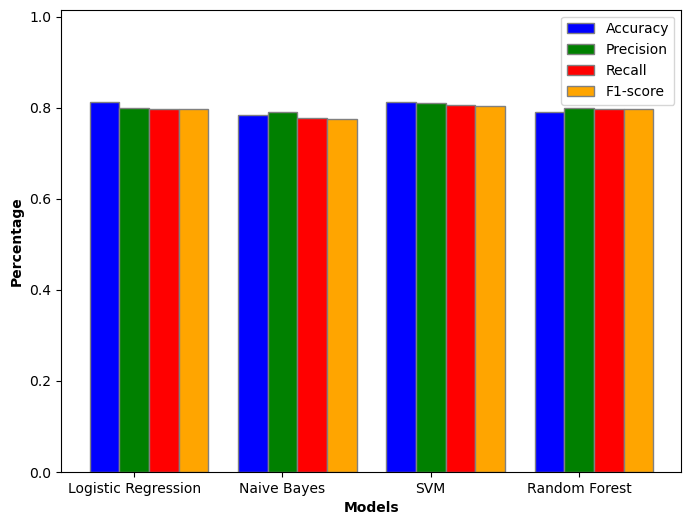 1.0
0.8
0.6
0.4
0.2
0.0
Percentage
Accuracy
Precision
Recall
F1-score
Logistic Regression
Naive Bayes
SVM
Random Forest
Models